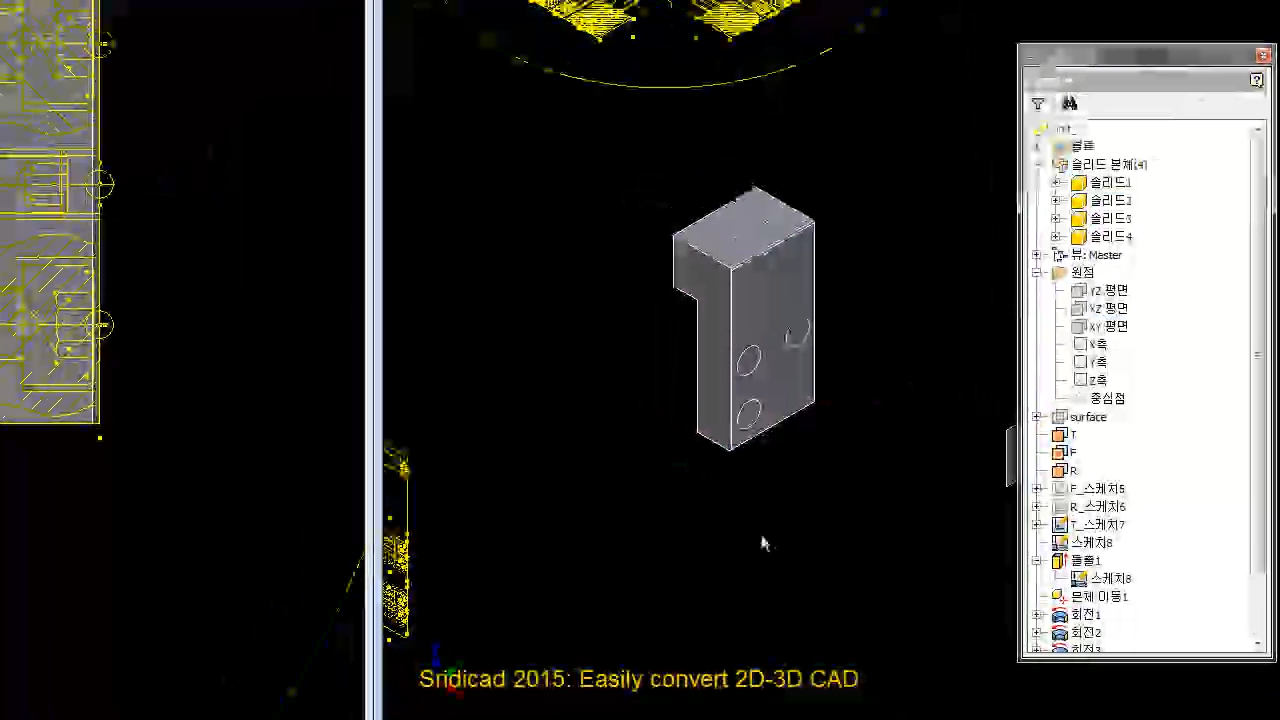 솔리드 본체(4)
솔리드1
솔리드2
솔리드3
솔리드4
뷰: Master
원점
YZ 평면
XZ 평면
XY 평면
X축
Y축
Z축
중심점
surface
T
F
R
F_스케치5
R_스케치6
T_스케치7
스케치8
돌출1
스케치8
본체 이동1
회전1
회전2
회전3
Sridicad 2015: Easily convert 2D-3D CAD